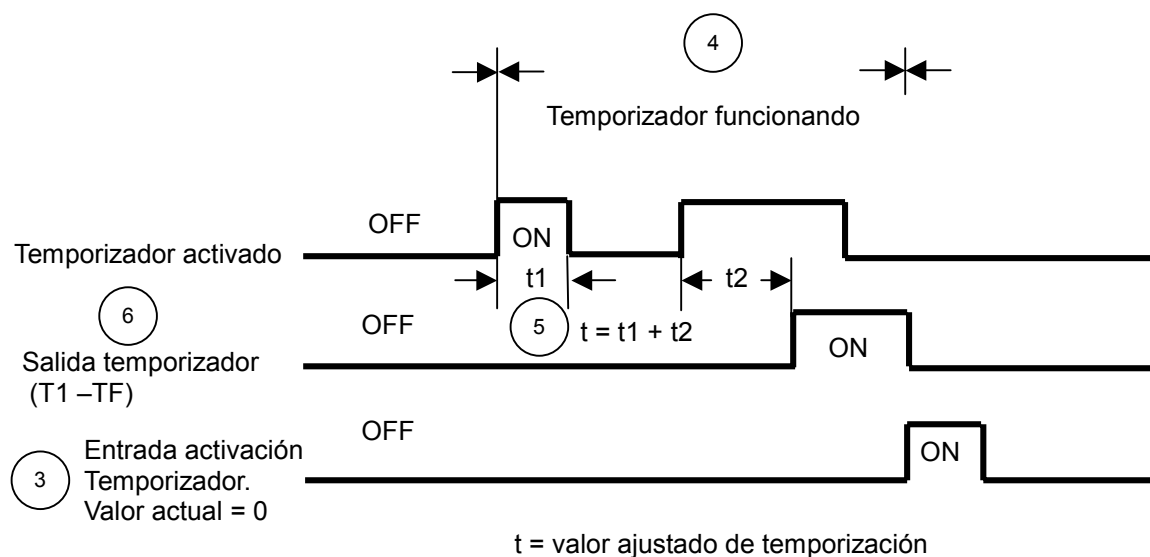 4
Temporizador funcionando
OFF
ON
Temporizador activado
t1
t2
6
OFF
5
t = t1 + t2
ON
Salida temporizador
(T1 –TF)
OFF
Entrada activación
ON
3
Temporizador.
Valor actual = 0
t = valor ajustado de temporización